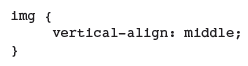 img {
    vertical-align: middle;
}